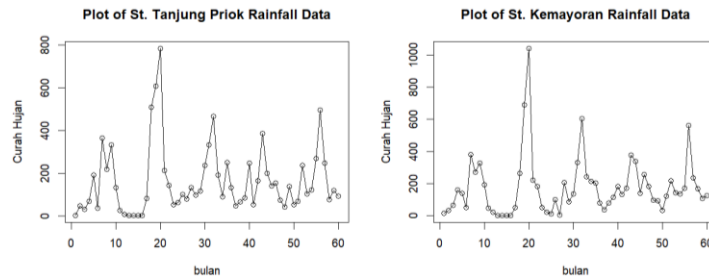 Plot of St. Tanjung Priok Rainfall Data
Curah Hujan
800
600
400
200
0
0 10 20 30 40 50 60
bulan
Plot of St. Kemayoran Rainfall Data
Curah Hujan
1000
800
600
400
200
0
0 10 20 30 40 50 60
bulan